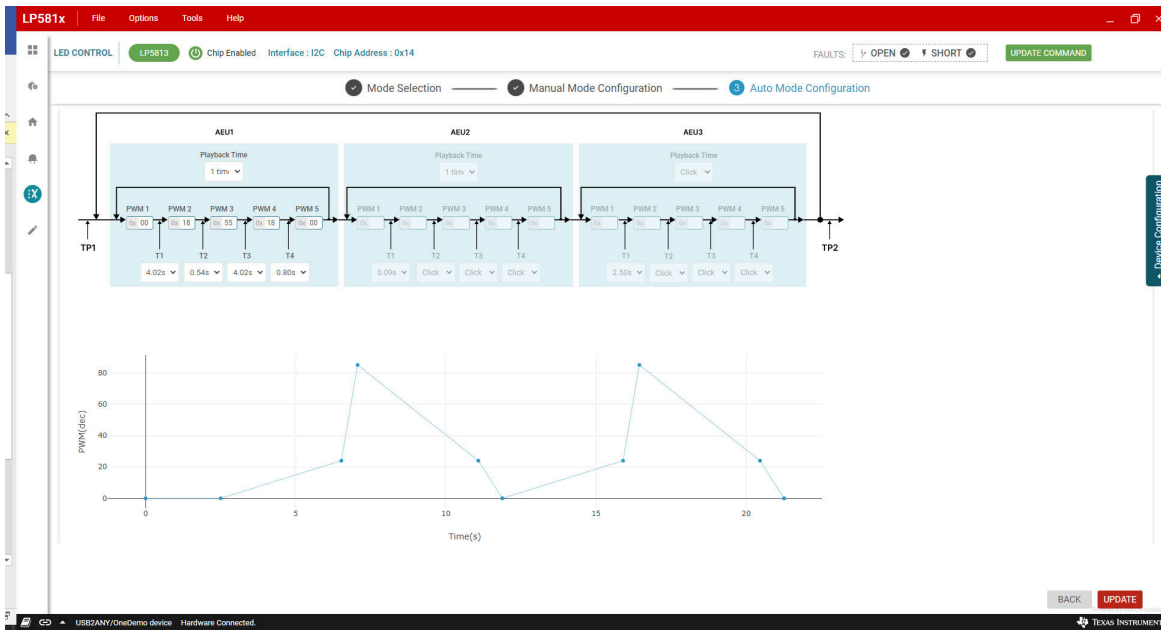 LP581x File Options Tools Help
LED CONTROL LP5813 Chip Enabled Interface : I2C Chip Address : 0x14 FAULTS: OPEN SHORT UPDATE COMMAND
Mode Selection Manual Mode Configuration 3 Auto Mode Configuration
AEU1 AEU2 AEU3
Playback Time Playback Time Playback Time
1 tim 1 tim Click
PWM 1 PWM 2 PWM 3 PWM 4 PWM 5 PWM 1 PWM 2 PWM 3 PWM 4 PWM 5 PWM 1 PWM 2 PWM 3 PWM 4 PWM 5
0x 00 0x 18 0x 55 0x 18 0x 00 0x 0x 0x 0x 0x 0x 0x 0x 0x 0x
TP1 TP2
T1 T2 T3 T4 T1 T2 T3 T4 T1 T2 T3 T4
4.02s 0.54s 4.02s 0.80s 0.09s Click Click Click 2.50s Click Click Click
Device Configuration
80
60
40
20
0
PWM(dec)
0 5 10 15 20
Time(s)
BACK UPDATE
USB2ANY/OneDemo device Hardware Connected. TEXAS INSTRUMENT